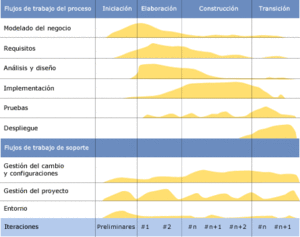 Flujos de trabajo del proceso Iniciación Elaboración Construcción Transición
Modelado del negocio
Requisitos
Análisis y diseño
Implementación
Pruebas
Despliegue
Flujos de trabajo de soporte
Gestión del cambio
y configuraciones
Gestión del proyecto
Entorno
Iteraciones Preliminares #1 #2 #n #n+1 #n+2 #n #n+1